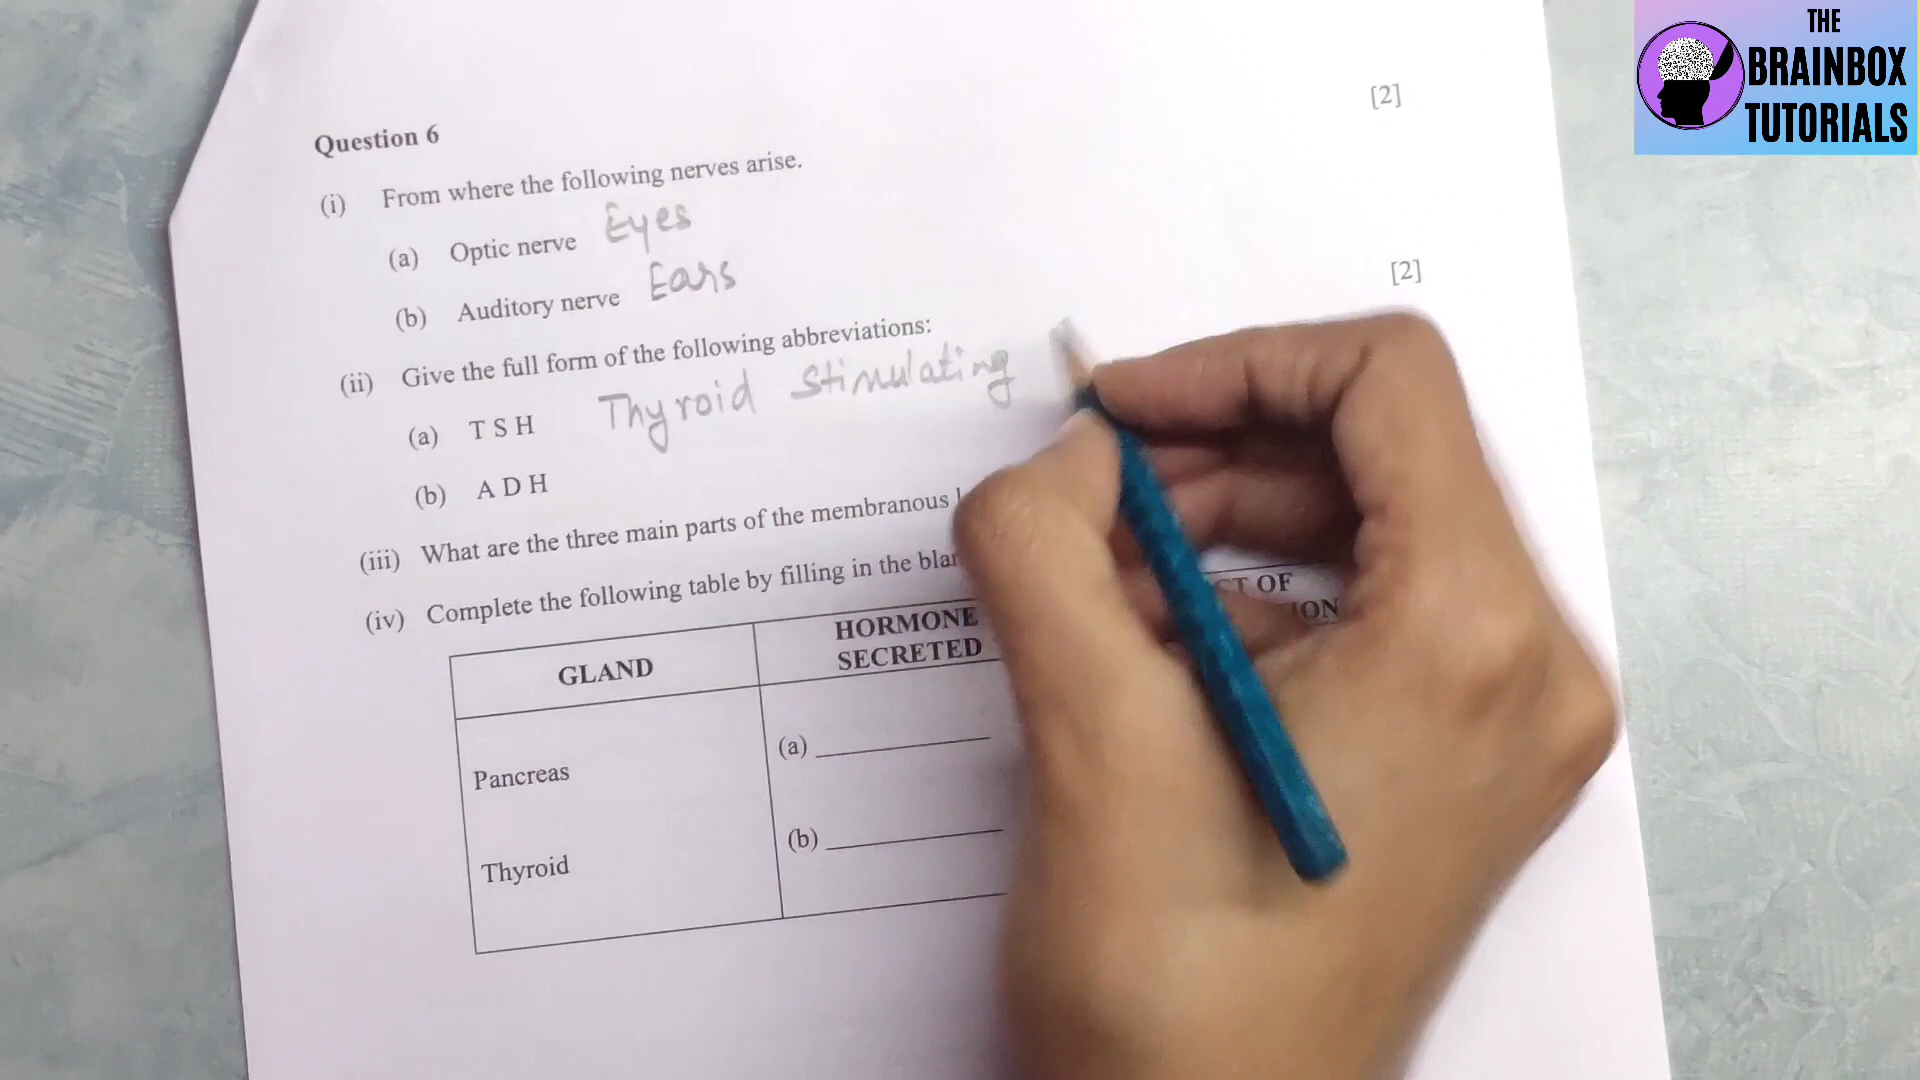 THE
BRAINBOX
TUTORIALS
[2]
Question 6
(i) From where the following nerves arise.
(a) Optic nerve Eyes
(b) Auditory nerve Ears
[2]
(ii) Give the full form of the following abbreviations:
(a) T S H Thyroid stimulating
(b) A D H
(iii) What are the three main parts of the membranous
(iv) Complete the following table by filling in the
GLAND
HORMONE
SECRETED
OF
Pancreas
(a)
Thyroid
(b)